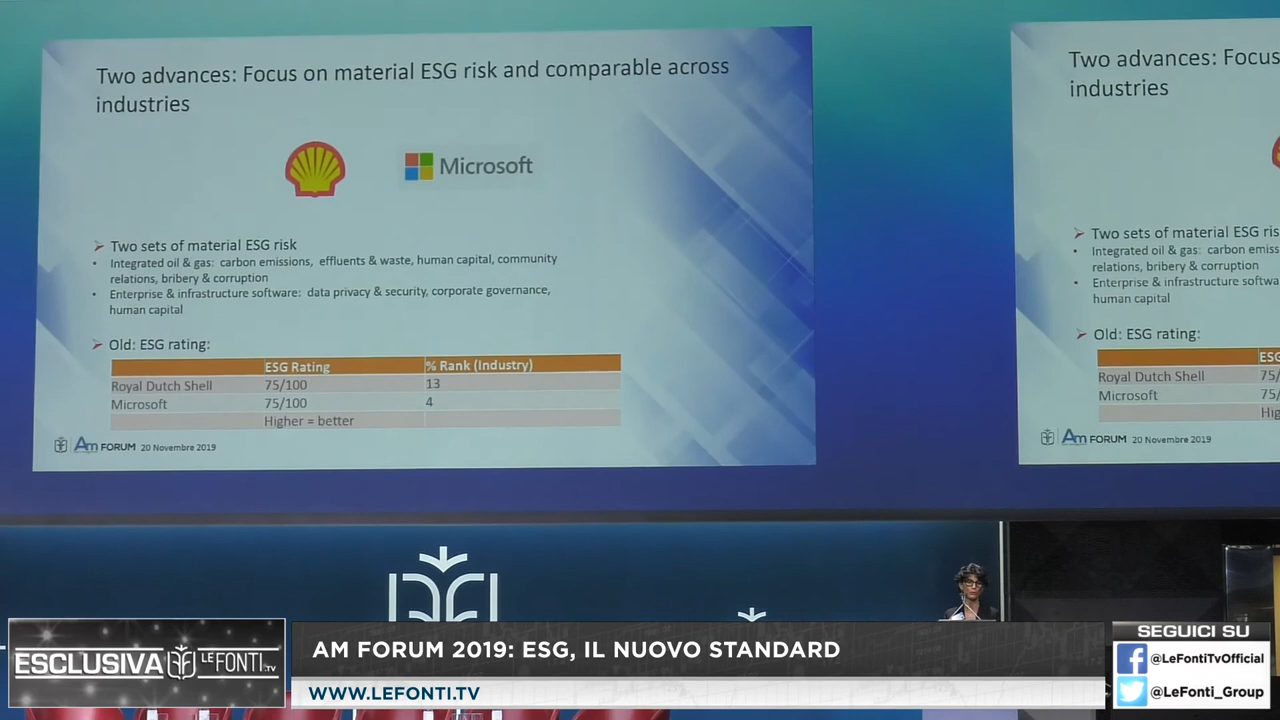 Two advances: Focus on material ESG risk and comparable across
industries
Microsoft
Two sets of material ESG risk
Integrated oil & gas: carbon emissions, effluents & waste, human capital, community
relations, bribery & corruption
Enterprise & infrastructure software: data privacy & security, corporate governance,
human capital
Old: ESG rating:
ESG Rating % Rank (Industry)
Royal Dutch Shell 75/100 13
Microsoft 75/100 4
Higher = better
Am FORUM 20 Novembre 2019
Two advances: Focus
industries
Two sets of material ESG ris
Integrated oil & gas: carbon emiss
relations, bribery & corruption
Enterprise & infrastructure softwa
human capital
Old: ESG rating:
ESG
Royal Dutch Shell 75/
Microsoft 75/
Hig
Am FORUM 20 Novembre 2019
ESCLUSIVA LE FONTI.TV
AM FORUM 2019: ESG, IL NUOVO STANDARD
WWW.LEFONTI.TV
SEGUICI SU
@LeFontiTvOfficial
@LeFonti_Group